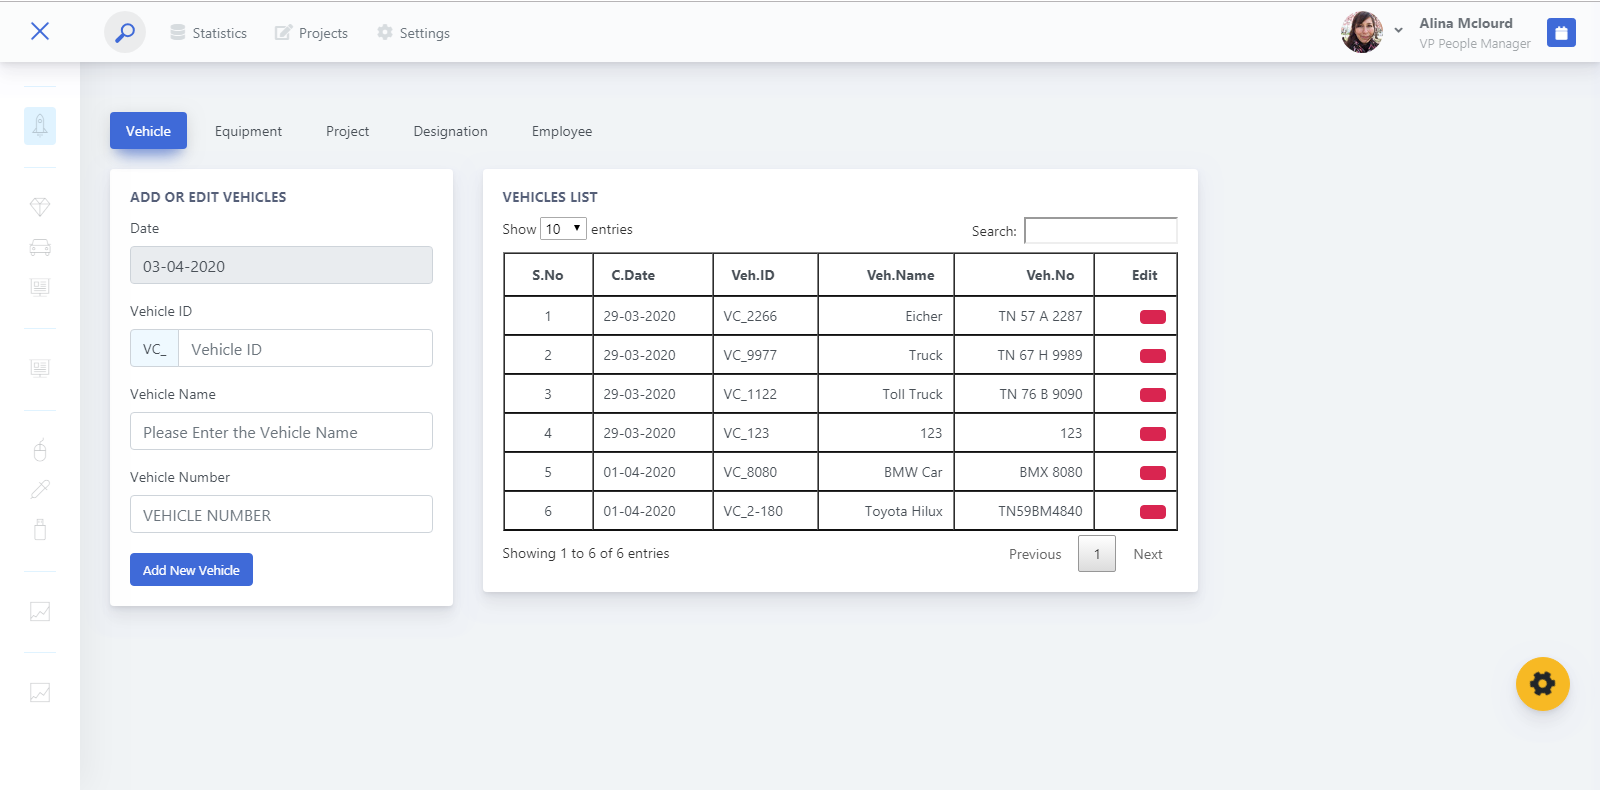 Statistics Projects Settings
Alina Mclourd
VP People Manager
Vehicle Equipment Project Designation Employee
ADD OR EDIT VEHICLES
Date
03-04-2020
Vehicle ID
VC_ Vehicle ID
Vehicle Name
Please Enter the Vehicle Name
Vehicle Number
VEHICLE NUMBER
Add New Vehicle
VEHICLES LIST
Show 10 entries Search:
S.No C.Date Veh.ID Veh.Name Veh.No Edit
1 29-03-2020 VC_2266 Eicher TN 57 A 2287
2 29-03-2020 VC_9977 Truck TN 67 H 9989
3 29-03-2020 VC_1122 Toll Truck TN 76 B 9090
4 29-03-2020 VC_123 123 123
5 01-04-2020 VC_8080 BMW Car BMX 8080
6 01-04-2020 VC_2-180 Toyota Hilux TN59BM4840
Showing 1 to 6 of 6 entries Previous 1 Next